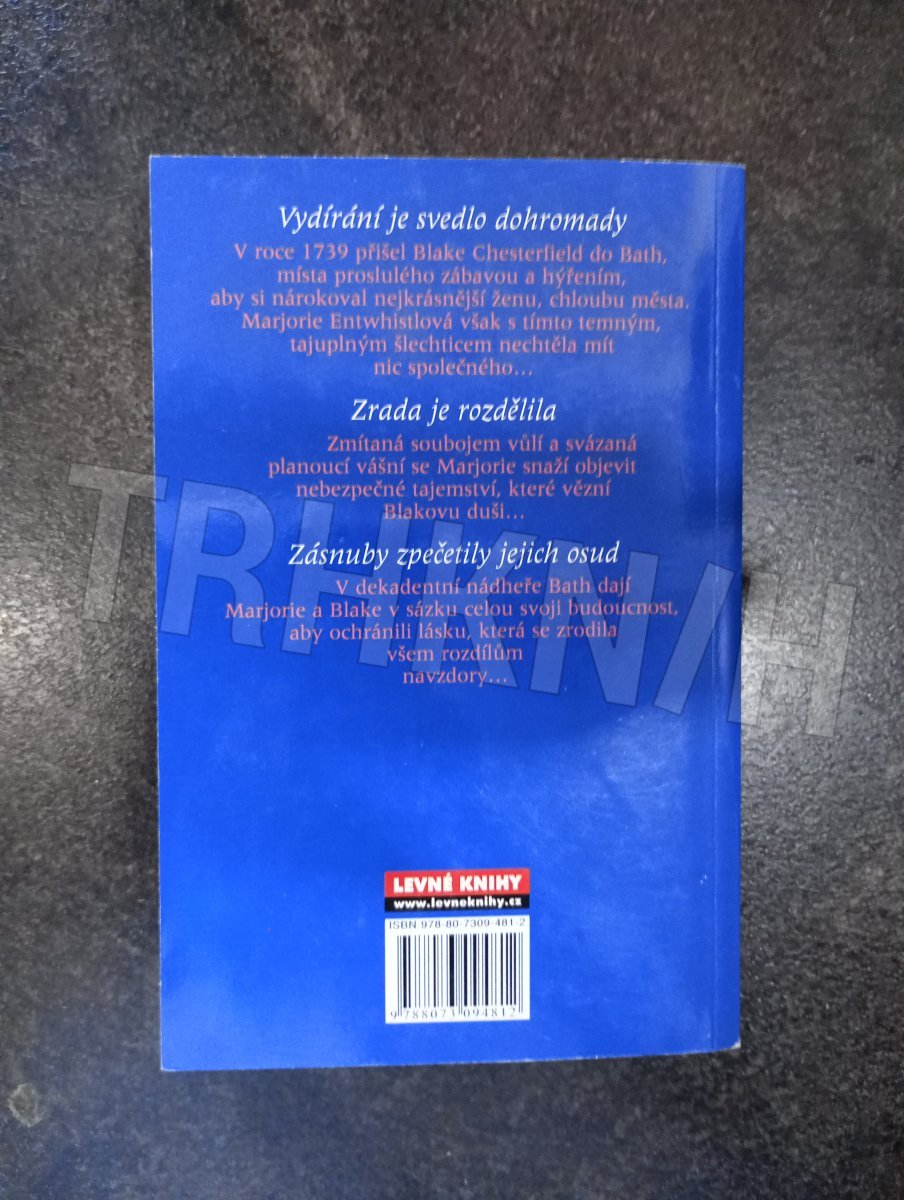 Vydírání je svedlo dohromady
V roce 1739 přišel Blake Chesterfield do Bath,
místa proslulého zábavou a hýřením,
aby si nárokoval nejkrásnější ženu, chloubu města.
Marjorie Entwhistlová však s tímto temným,
tajuplným šlechticem nechtěla mít
nic společného...
Zrada je rozdělila
Zmítaná soubojem vůlí a svázaná
planoucí vášní se Marjorie snaží objevit
nebezpečné tajemství, které vězní
Blakovu duši...
Zásnuby zpečetily jejich osud
V dekadentní nádheře Bath dají
Marjorie a Blake v sázku celou svoji budoucnost,
aby ochránili lásku, která se zrodila
všem rozdílům
navzdory...
TRHKNIH
LEVNÉ KNIHY
www.levneknihy.cz
ISBN 978-80-7309-481-2
9 788073 094812